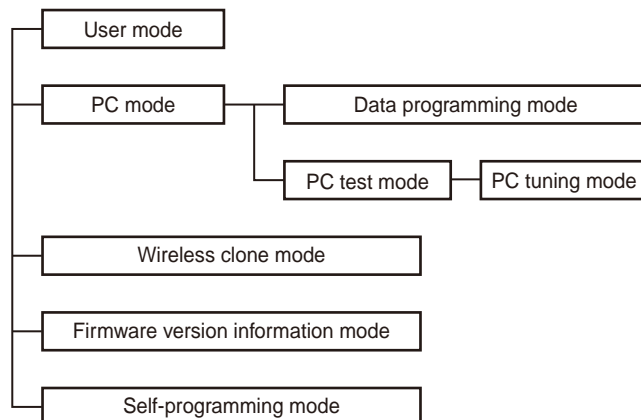 User mode
PC mode
Data programming mode
PC test mode
PC tuning mode
Wireless clone mode
Firmware version information mode
Self-programming mode